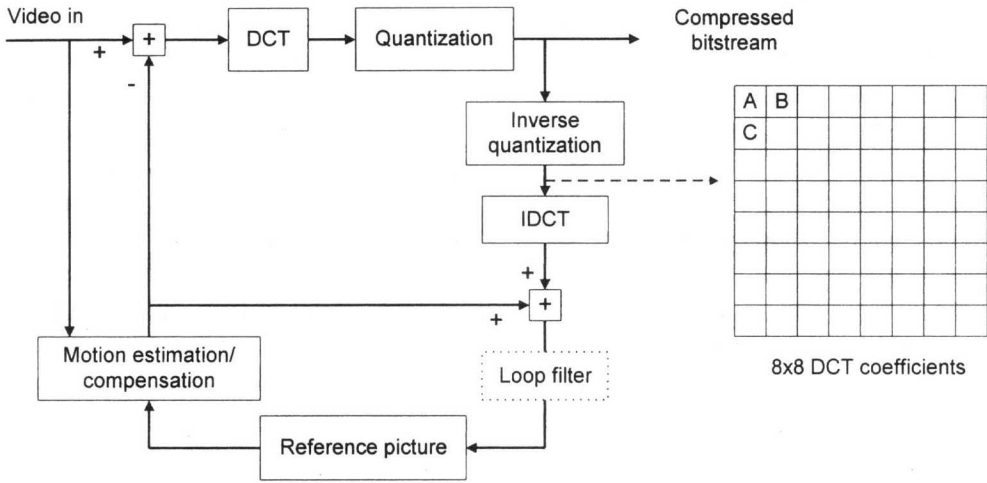 Video in
Compressed
bitstream
+
+
DCT
Quantization
-
A B
C
Inverse
quantization
IDCT
+
+
+
Motion estimation/
compensation
Loop filter
8x8 DCT coefficients
Reference picture